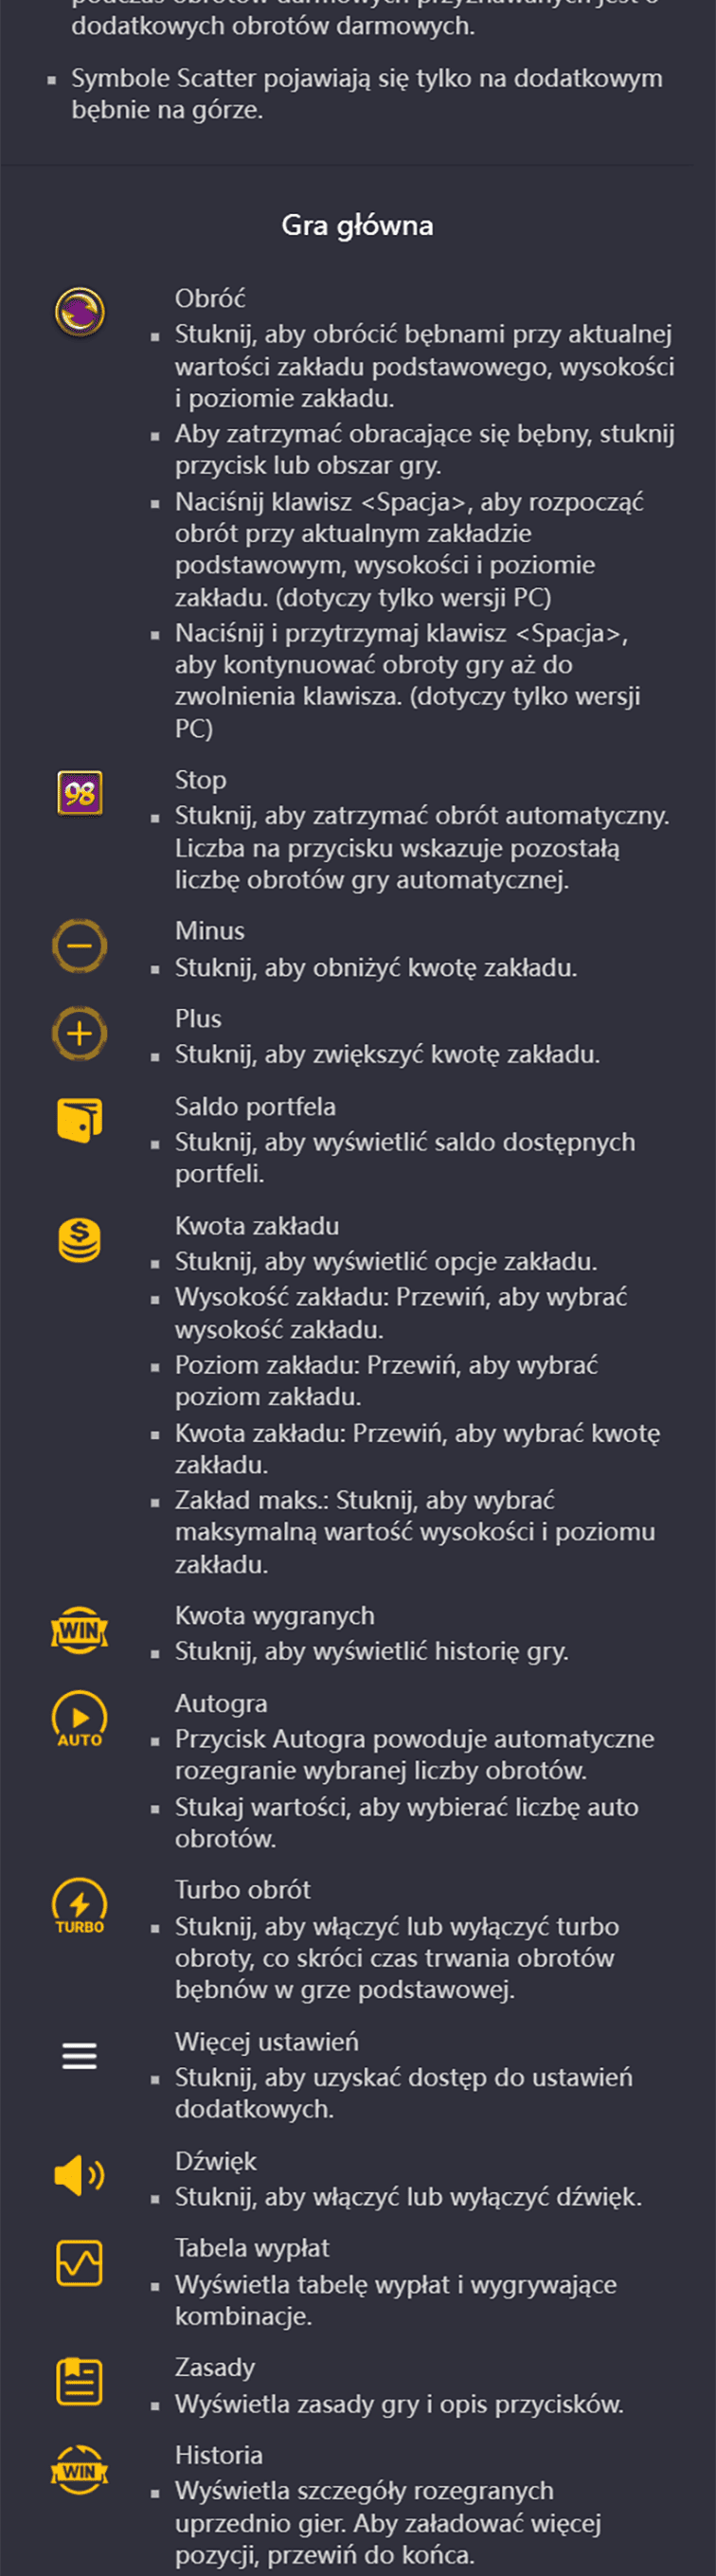 dodatkowych obrotów darmowych.
Symbole Scatter pojawiają się tylko na dodatkowym
bębnie na górze.
Gra główna
Obróć
Stuknij, aby obrócić bębnami przy aktualnej
wartości zakładu podstawowego, wysokości
i poziomie zakładu.
Aby zatrzymać obracające się bębny, stuknij
przycisk lub obszar gry.
Naciśnij klawisz <Spacja>, aby rozpocząć
obrót przy aktualnym zakładzie
podstawowym, wysokości i poziomie
zakładu. (dotyczy tylko wersji PC)
Naciśnij i przytrzymaj klawisz <Spacja>,
aby kontynuować obroty gry aż do
zwolnienia klawisza. (dotyczy tylko wersji
PC)
98
Stop
Stuknij, aby zatrzymać obrót automatyczny.
Liczba na przycisku wskazuje pozostałą
liczbę obrotów gry automatycznej.
Minus
Stuknij, aby obniżyć kwotę zakładu.
Plus
Stuknij, aby zwiększyć kwotę zakładu.
Saldo portfela
Stuknij, aby wyświetlić saldo dostępnych
portfeli.
Kwota zakładu
Stuknij, aby wyświetlić opcje zakładu.
Wysokość zakładu: Przewiń, aby wybrać
wysokość zakładu.
Poziom zakładu: Przewiń, aby wybrać
poziom zakładu.
Kwota zakładu: Przewiń, aby wybrać kwotę
zakładu.
Zakład maks.: Stuknij, aby wybrać
maksymalną wartość wysokości i poziomu
zakładu.
WIN
Kwota wygranych
Stuknij, aby wyświetlić historię gry.
AUTO
Autogra
Przycisk Autogra powoduje automatyczne
rozegranie wybranej liczby obrotów.
Stukaj wartości, aby wybierać liczbę auto
obrotów.
TURBO
Turbo obrót
Stuknij, aby włączyć lub wyłączyć turbo
obroty, co skróci czas trwania obrotów
bębnów w grze podstawowej.
Więcej ustawień
Stuknij, aby uzyskać dostęp do ustawień
dodatkowych.
Dźwięk
Stuknij, aby włączyć lub wyłączyć dźwięk.
Tabela wypłat
Wyświetla tabelę wypłat i wygrywające
kombinacje.
Zasady
Wyświetla zasady gry i opis przycisków.
WIN
Historia
Wyświetla szczegóły rozegranych
uprzednio gier. Aby załadować więcej
pozycji, przewiń do końca.